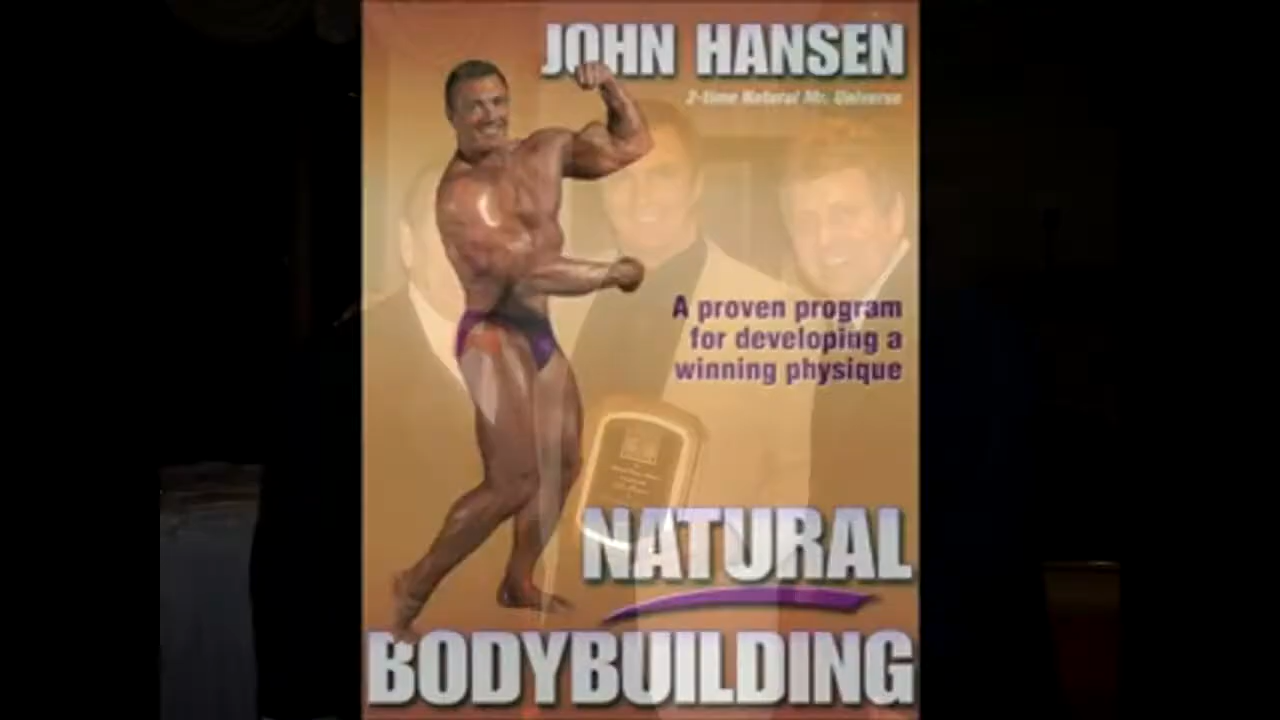 JOHN HANSEN
2-time Natural Mr. Universe
A proven program
for developing a
winning physique
NATURAL
BODYBUILDING